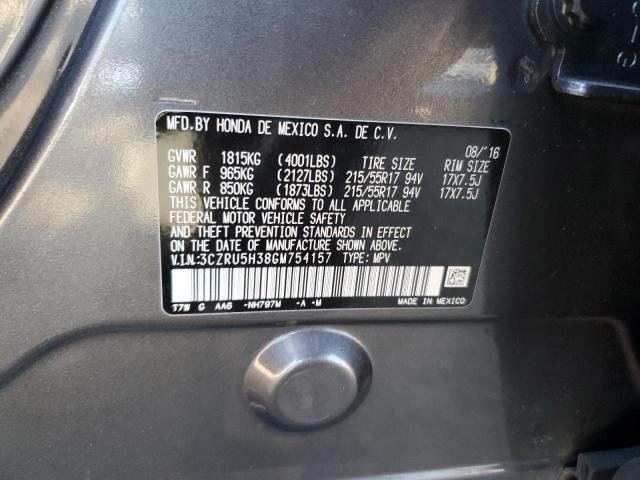 MFD.BY HONDA DE MEXICO S.A. DE C.V.
08/'16
GVWR 1815KG (4001LBS) TIRE SIZE RIM SIZE
GAWR F 965KG (2127LBS) 215/55R17 94V 17X7.5J
GAWR R 850KG (1873LBS) 215/55R17 94V 17X7.5J
THIS VEHICLE CONFORMS TO ALL APPLICABLE
FEDERAL MOTOR VEHICLE SAFETY
AND THEFT PREVENTION STANDARDS IN EFFECT
ON THE DATE OF MANUFACTURE SHOWN ABOVE.
V.I.N:3CZRU5H38GM754157 TYPE: MPV
T7W G AA6 -NH797M -A -M MADE IN MEXICO